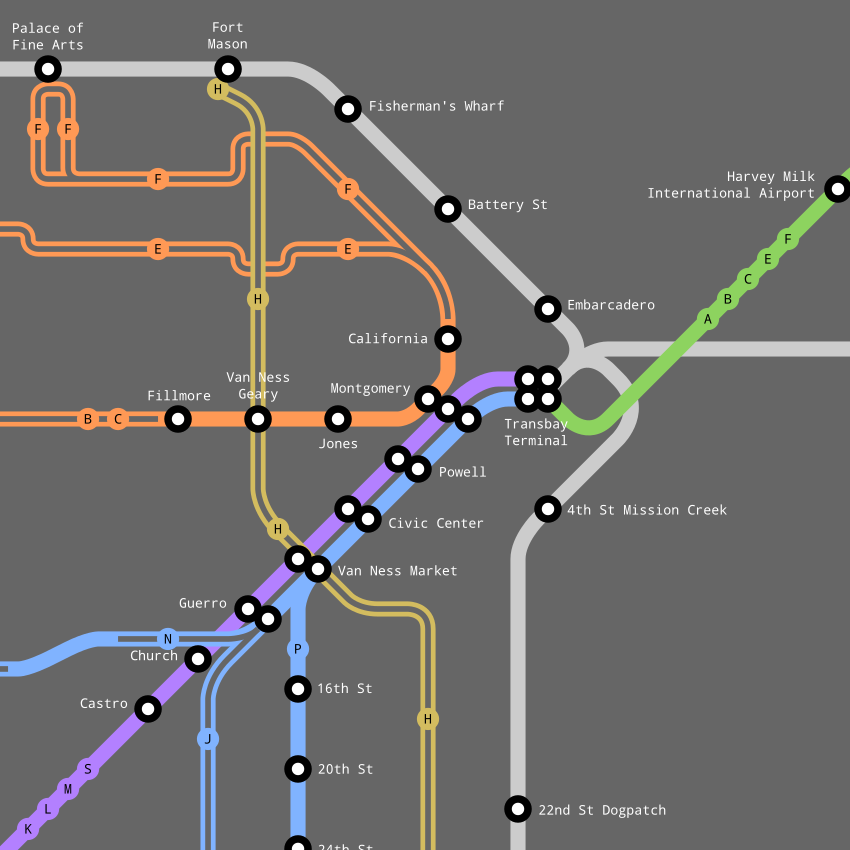 Palace of
Fine Arts
Fort
Mason
H
Fisherman's Wharf
F
F
F
F
Harvey Milk
International Airport
Battery St
F
E
C
B
A
E
E
H
Embarcadero
California
Van Ness
Geary
Montgomery
Fillmore
B
C
Jones
Transbay
Terminal
Powell
4th St Mission Creek
Civic Center
H
Van Ness Market
Guerro
N
P
Church
16th St
Castro
H
J
S
M
L
K
20th St
22nd St Dogpatch
24th St